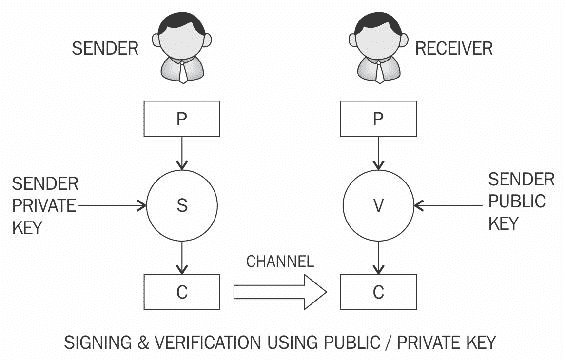 SENDER
RECEIVER
P
P
SENDER
PRIVATE
KEY
S
V
SENDER
PUBLIC
KEY
C
CHANNEL
C
SIGNING & VERIFICATION USING PUBLIC / PRIVATE KEY